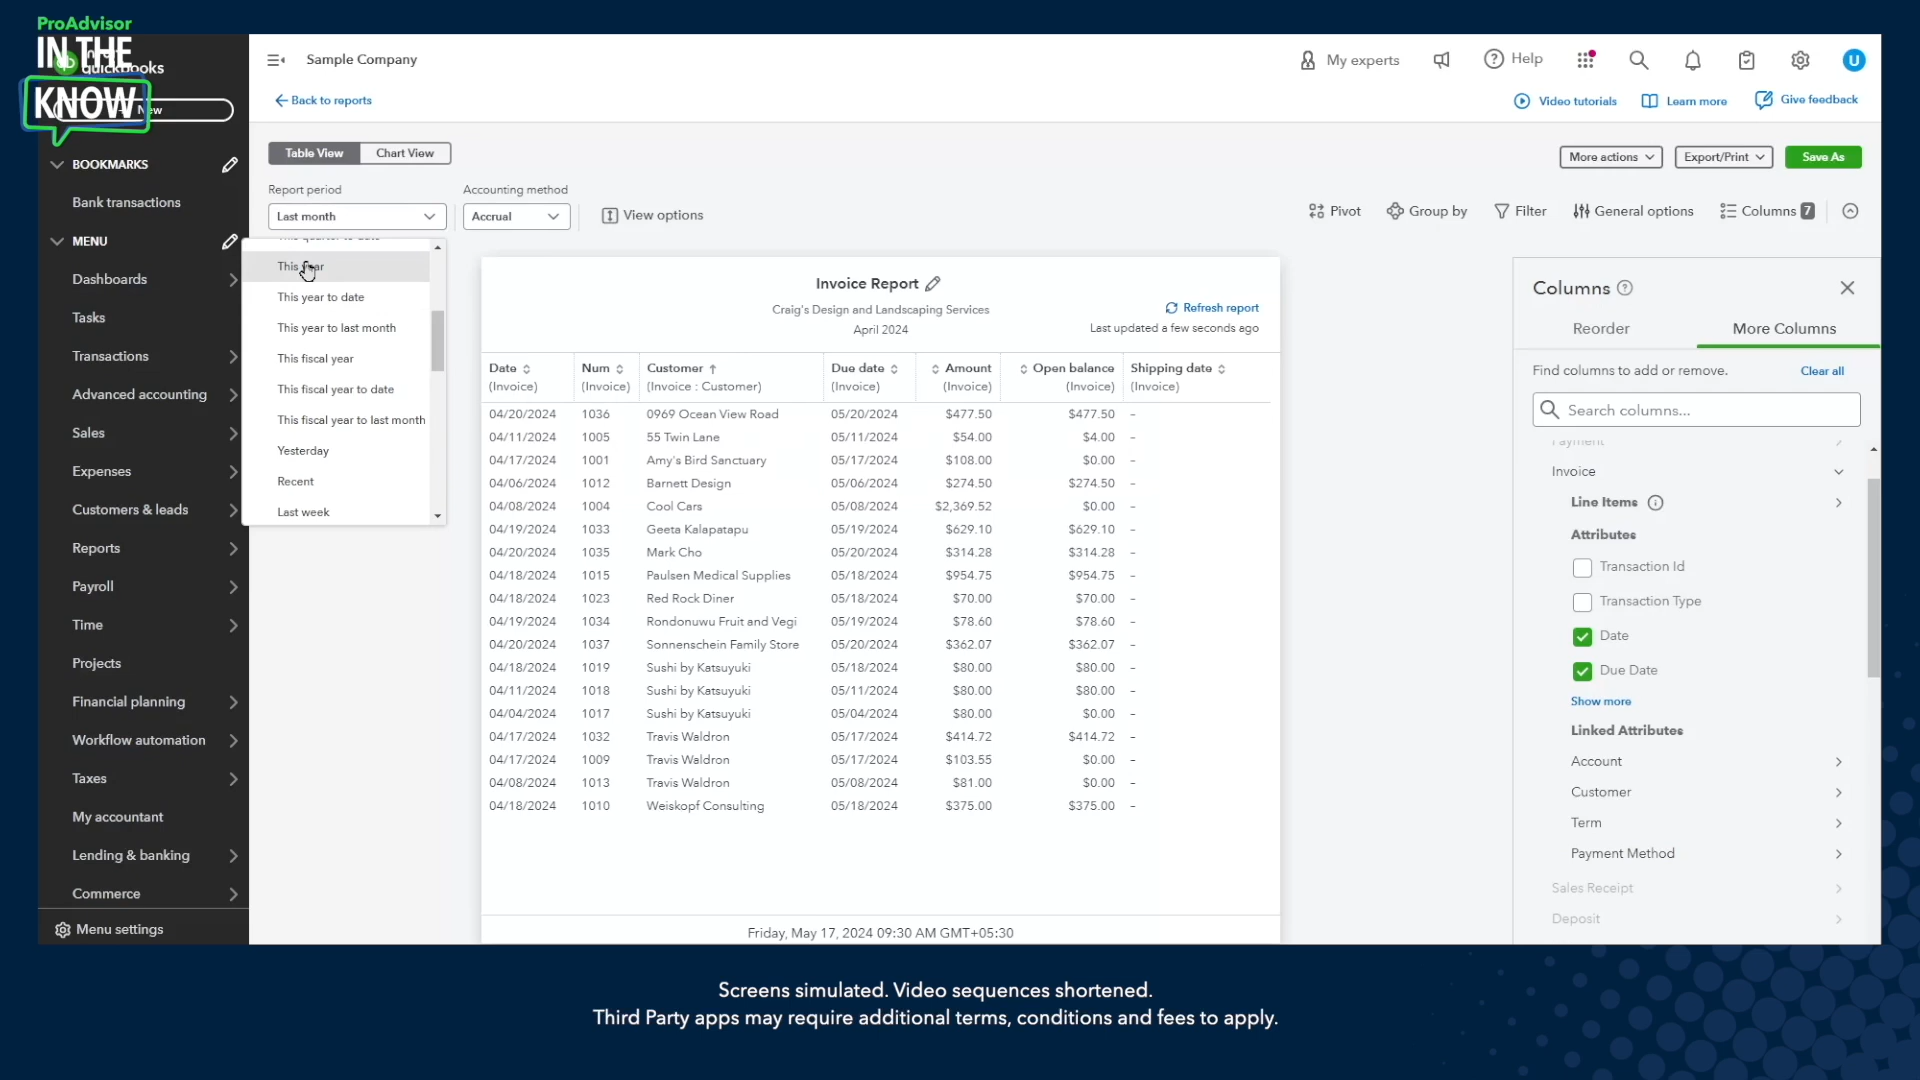 ProAdvisor
IN THE
KNOW
quickbooks
New
Sample Company
My experts
Help
U
Back to reports
Video tutorials
Learn more
Give feedback
BOOKMARKS
Bank transactions
MENU
Dashboards
Tasks
Transactions
Advanced accounting
Sales
Expenses
Customers & leads
Reports
Payroll
Time
Projects
Financial planning
Workflow automation
Taxes
My accountant
Lending & banking
Commerce
Menu settings
Table View
Chart View
More actions
Export/Print
Save As
Report period
Accounting method
Last month
Accrual
View options
Pivot
Group by
Filter
General options
Columns 7
This quarter to date
This year
This year to date
This year to last month
This fiscal year
This fiscal year to date
This fiscal year to last month
Yesterday
Recent
Last week
Invoice Report
Craig's Design and Landscaping Services
April 2024
Refresh report
Last updated a few seconds ago
Date (Invoice) Num (Invoice) Customer (Invoice : Customer) Due date (Invoice) Amount (Invoice) Open balance (Invoice) Shipping date (Invoice)
04/20/2024 1036 0969 Ocean View Road 05/20/2024 $477.50 $477.50 -
04/11/2024 1005 55 Twin Lane 05/11/2024 $54.00 $4.00 -
04/17/2024 1001 Amy's Bird Sanctuary 05/17/2024 $108.00 $0.00 -
04/06/2024 1012 Barnett Design 05/06/2024 $274.50 $274.50 -
04/08/2024 1004 Cool Cars 05/08/2024 $2,369.52 $0.00 -
04/19/2024 1033 Geeta Kalapatapu 05/19/2024 $629.10 $629.10 -
04/20/2024 1035 Mark Cho 05/20/2024 $314.28 $314.28 -
04/18/2024 1015 Paulsen Medical Supplies 05/18/2024 $954.75 $954.75 -
04/18/2024 1023 Red Rock Diner 05/18/2024 $70.00 $70.00 -
04/19/2024 1034 Rondonuwu Fruit and Vegi 05/19/2024 $78.60 $78.60 -
04/20/2024 1037 Sonnenschein Family Store 05/20/2024 $362.07 $362.07 -
04/18/2024 1019 Sushi by Katsuyuki 05/18/2024 $80.00 $80.00 -
04/11/2024 1018 Sushi by Katsuyuki 05/11/2024 $80.00 $80.00 -
04/04/2024 1017 Sushi by Katsuyuki 05/04/2024 $80.00 $0.00 -
04/17/2024 1032 Travis Waldron 05/17/2024 $414.72 $414.72 -
04/17/2024 1009 Travis Waldron 05/17/2024 $103.55 $0.00 -
04/08/2024 1013 Travis Waldron 05/08/2024 $81.00 $0.00 -
04/18/2024 1010 Weiskopf Consulting 05/18/2024 $375.00 $375.00 -
Friday, May 17, 2024 09:30 AM GMT+05:30
Columns
Reorder
More Columns
Find columns to add or remove.
Clear all
Search columns...
Payment
Invoice
Line Items
Attributes
Transaction Id
Transaction Type
Date
Due Date
Show more
Linked Attributes
Account
Customer
Term
Payment Method
Sales Receipt
Deposit
Screens simulated. Video sequences shortened.
Third Party apps may require additional terms, conditions and fees to apply.